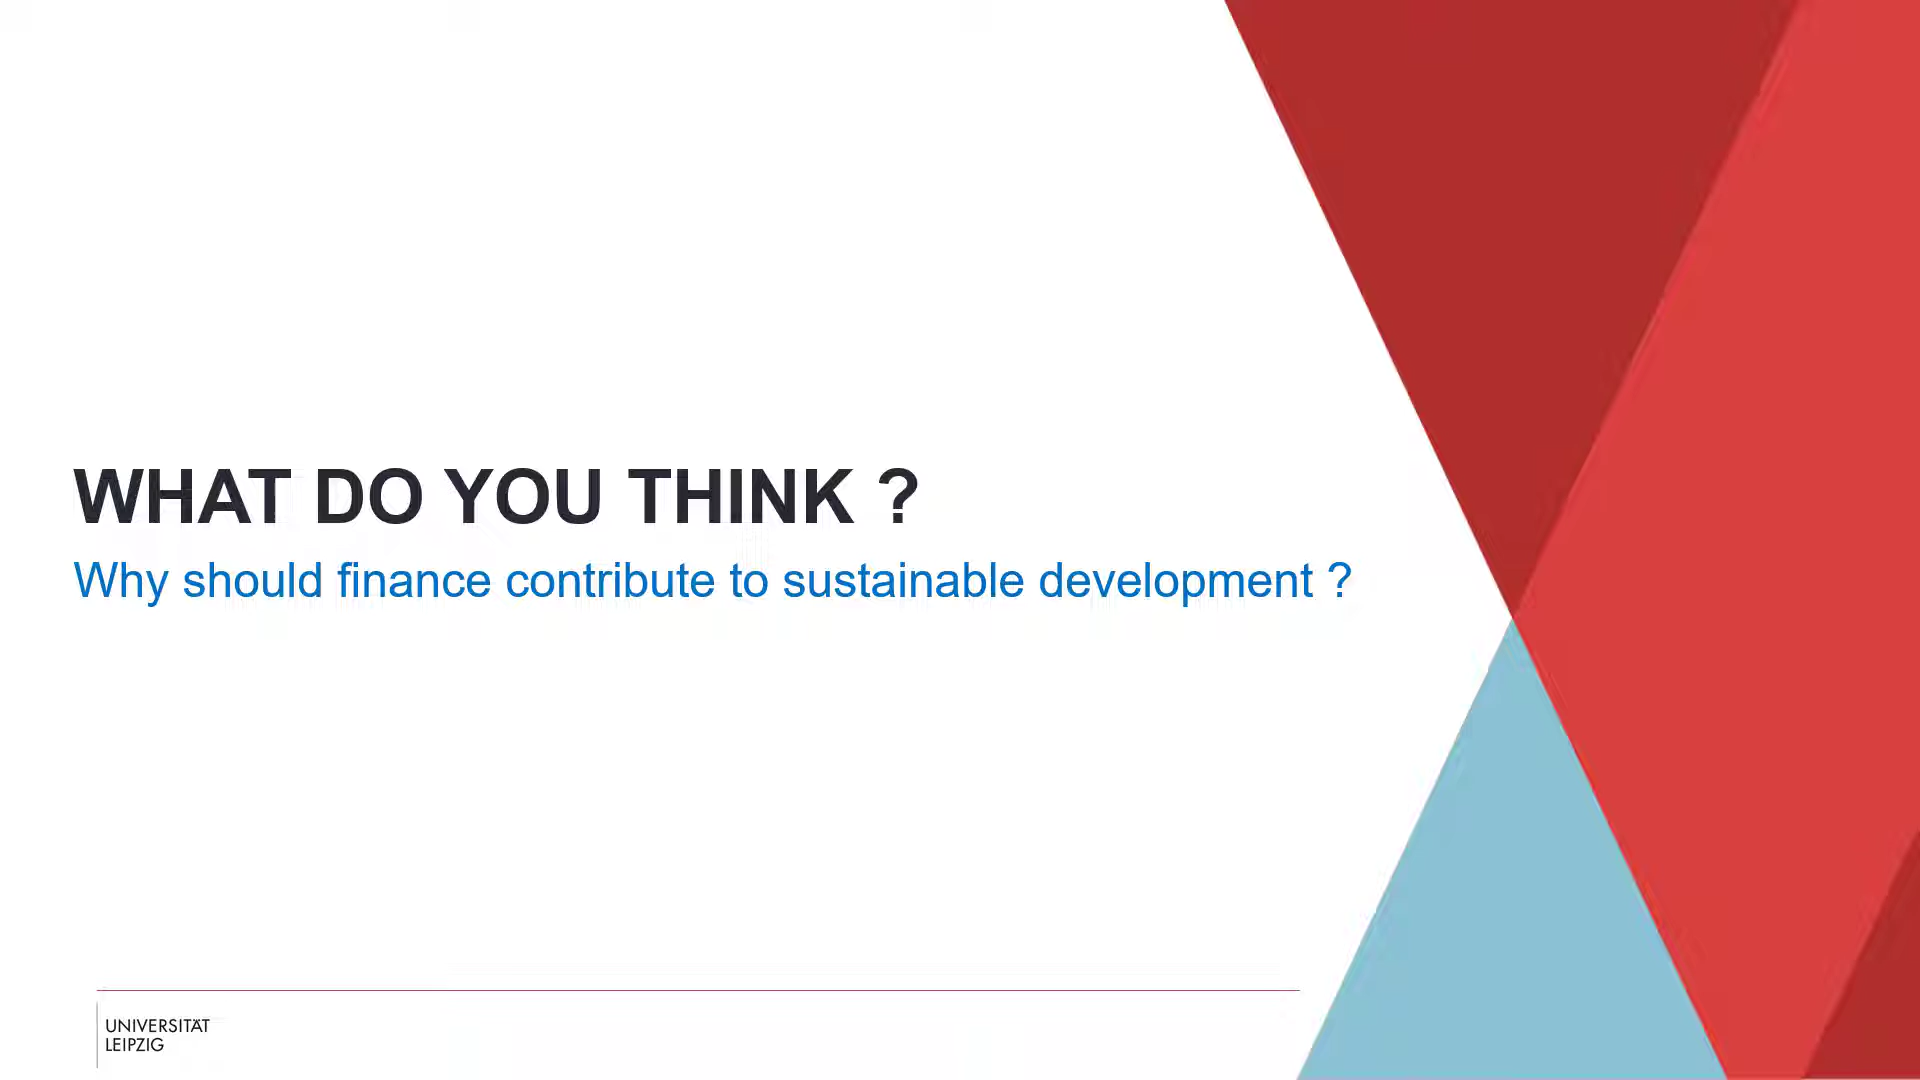 WHAT DO YOU THINK ?
Why should finance contribute to sustainable development ?
UNIVERSITÄT
LEIPZIG